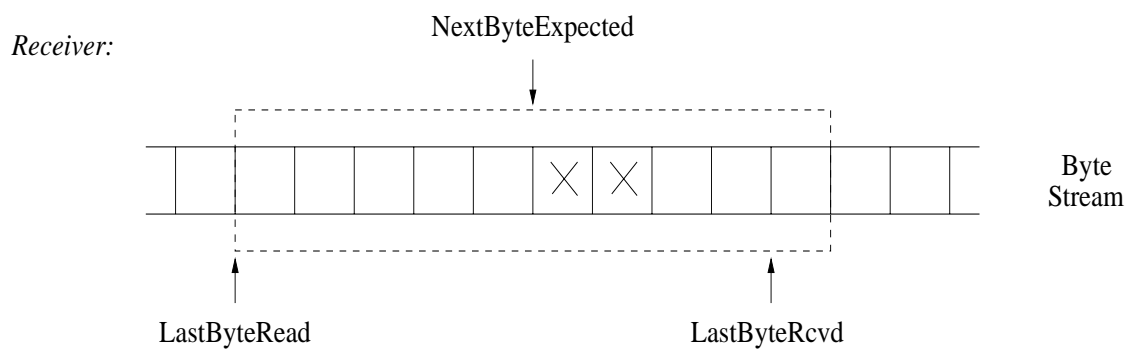 NextByteExpected
Receiver:
Byte
Stream
LastByteRead
LastByteRcvd